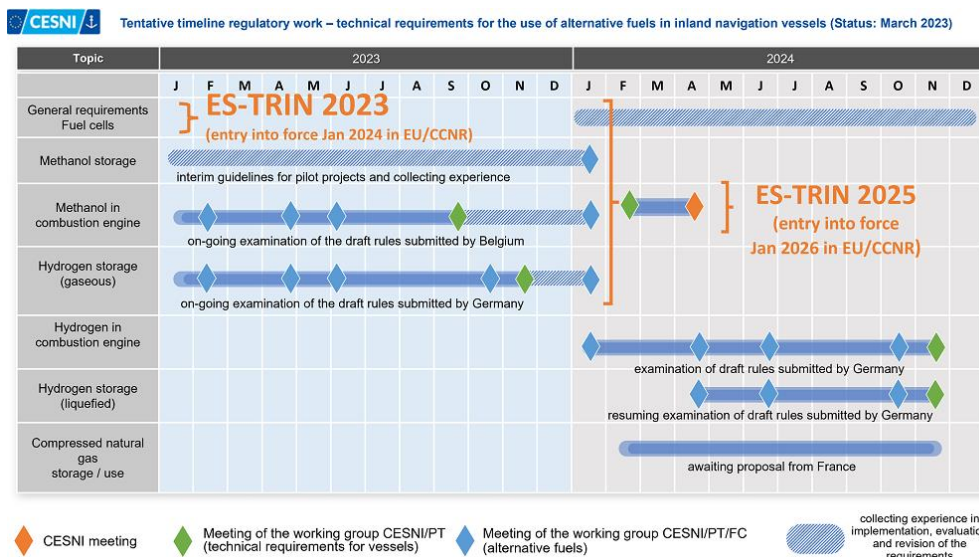 CESNI
Tentative timeline regulatory work – technical requirements for the use of alternative fuels in inland navigation vessels (Status: March 2023)
Topic 2023 2024
J F M A M J J A S O N D J F M A M J J A S O N D
General requirements
Fuel cells
ES-TRIN 2023
(entry into force Jan 2024 in EU/CCNR)
Methanol storage
interim guidelines for pilot projects and collecting experience
Methanol in
combustion engine
on-going examination of the draft rules submitted by Belgium
ES-TRIN 2025
(entry into force
Jan 2026 in EU/CCNR)
Hydrogen storage
(gaseous)
on-going examination of the draft rules submitted by Germany
Hydrogen in
combustion engine
examination of draft rules submitted by Germany
Hydrogen storage
(liquefied)
resuming examination of draft rules submitted by Germany
Compressed natural
gas
storage / use
awaiting proposal from France
CESNI meeting
Meeting of the working group CESNI/PT
(technical requirements for vessels)
Meeting of the working group CESNI/PT/FC
(alternative fuels)
collecting experience in
implementation, evaluation
and revision of the
requirements